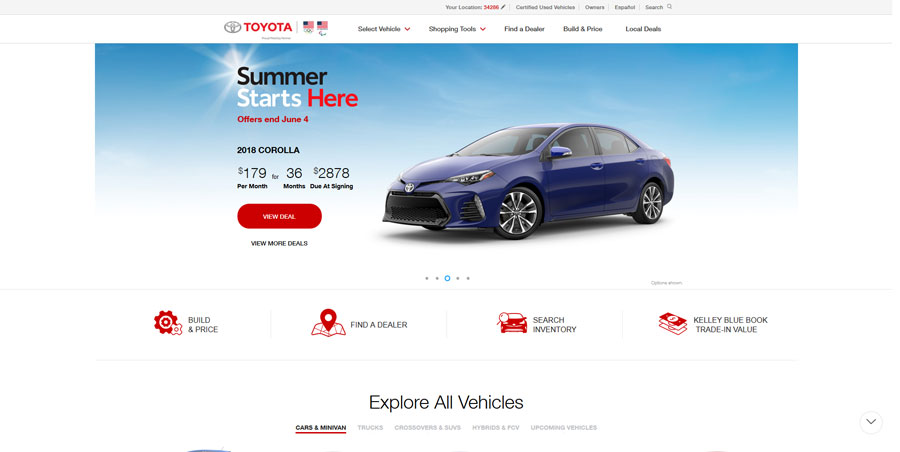 Your Location: 34286 Certified Used Vehicles Owners Español Search
TOYOTA
Select Vehicle Shopping Tools Find a Dealer Build & Price Local Deals
Summer
Starts Here
Offers end June 4
2018 COROLLA
$179 for 36 $2878
Per Month Months Due At Signing
VIEW DEAL
VIEW MORE DEALS
Options shown.
BUILD
& PRICE
FIND A DEALER
SEARCH
INVENTORY
KELLEY BLUE BOOK
TRADE-IN VALUE
Explore All Vehicles
CARS & MINIVAN TRUCKS CROSSOVERS & SUVS HYBRIDS & FCV UPCOMING VEHICLES